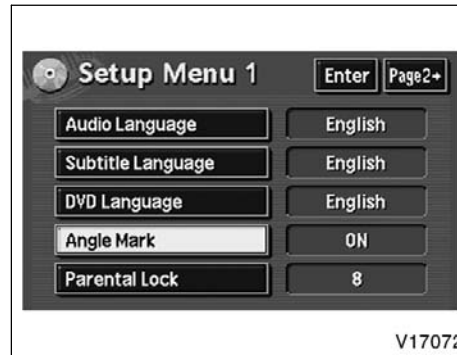 Setup Menu 1 Enter Page2→
Audio Language English
Subtitle Language English
DVD Language English
Angle Mark ON
Parental Lock 8
V17072